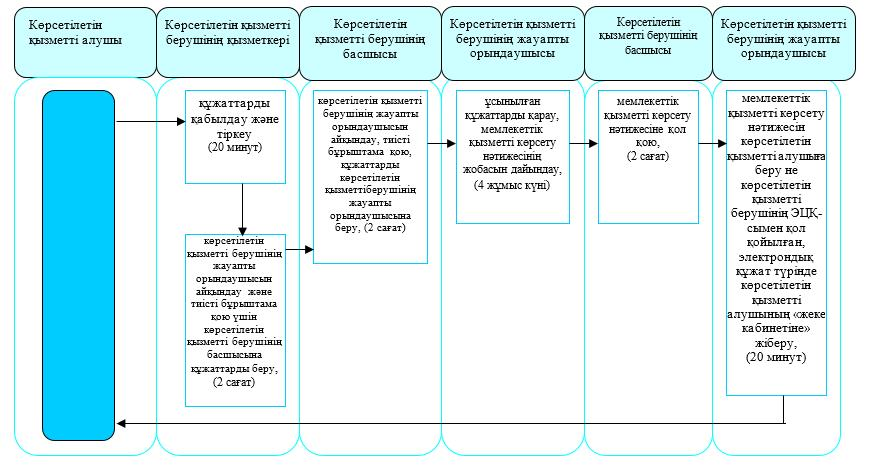 Көрсетілетін
қызметті алушы
Көрсетілетін қызметті
берушінің қызметкері
Көрсетілетін
қызметті берушінің
басшысы
Көрсетілетін қызметті
берушінің жауапты
орындаушысы
Көрсетілетін
қызметті берушінің
басшысы
Көрсетілетін қызметті
берушінің жауапты
орындаушысы
құжаттарды
қабылдау және
тіркеу
(20 минут)
көрсетілетін
қызметті берушінің
жауапты
орындаушысын
айқындау және
тиісті бұрыштама
қою үшін
көрсетілетін
қызметті берушінің
басшысына
құжаттарды беру,
(2 сағат)
көрсетілетін қызметті
берушінің жауапты
орындаушысын
айқындау, тиісті
бұрыштама қою,
құжаттарды
көрсетілетін
қызметтіберушінің
жауапты
орындаушысына
беру, (2 сағат)
ұсынылған
құжаттарды қарау,
мемлекеттік
қызметті көрсету
нәтижесінің
жобасын дайындау,
(4 жұмыс күні)
мемлекеттік
қызметті көрсету
нәтижесіне қол
қою,
(2 сағат)
мемлекеттік
қызметті көрсету
нәтижесін
көрсетілетін
қызметті алушыға
беру не
көрсетілетін
қызметті
берушінің ЭЦҚ-
сымен қол
қойылған,
электрондық
құжат түрінде
көрсетілетін
қызметті
алушының «жеке
кабинетіне»
жіберу,
(20 минут)